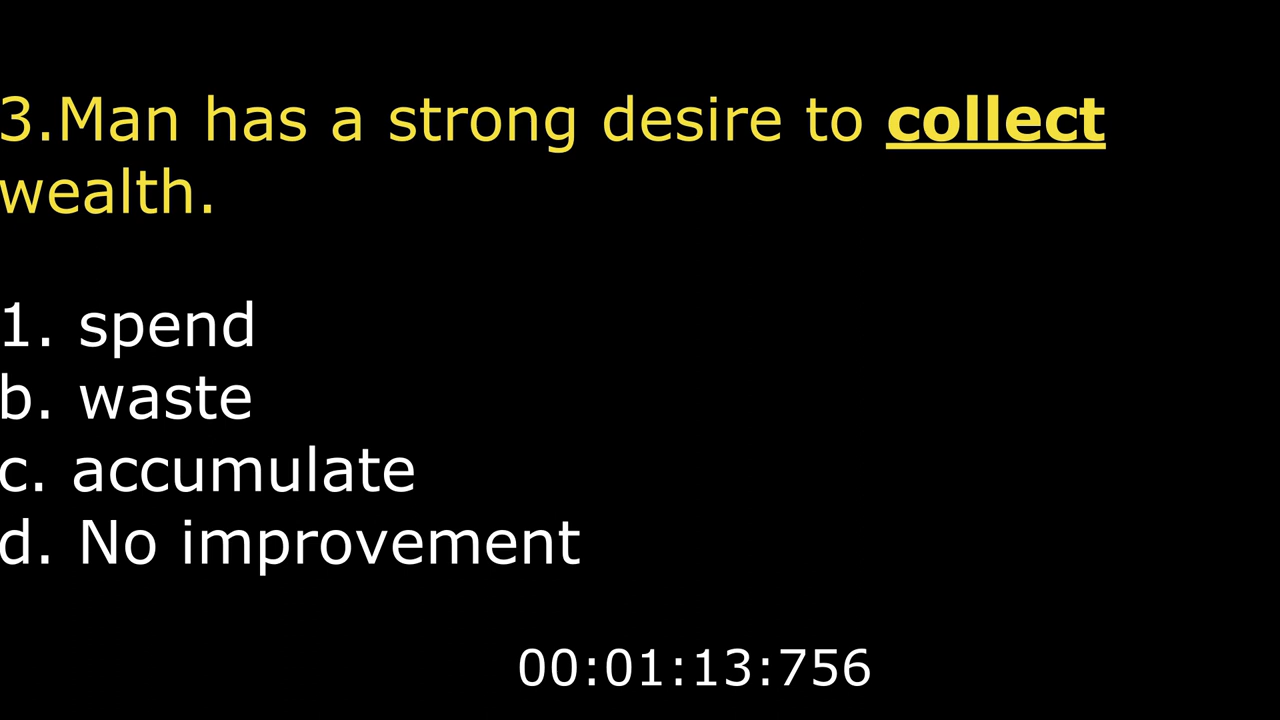 3.Man has a strong desire to collect
wealth.
1. spend
b. waste
c. accumulate
d. No improvement
00:01:13:756